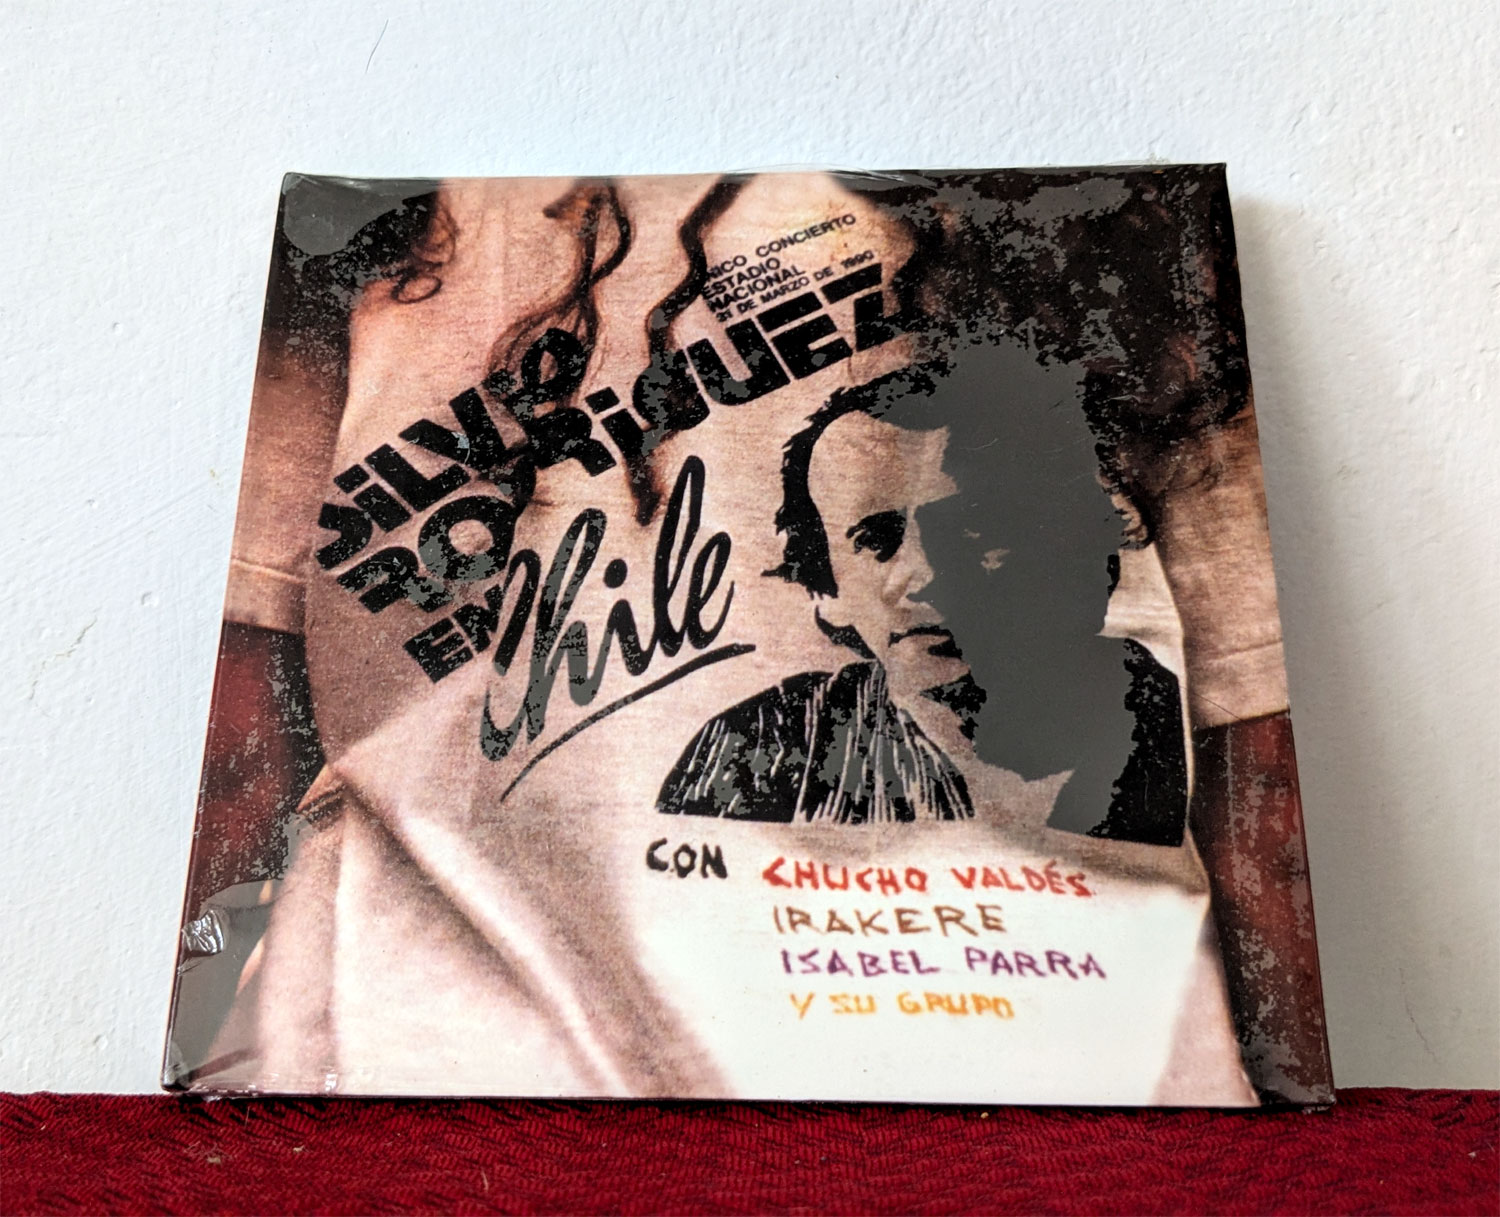 ÚNICO CONCIERTO
ESTADIO
NACIONAL
31 DE MARZO DE 1990
SiLViO
RODRiGUEZ
EN Chile
CON CHUCHO VALDÉS
IRAKERE
ISABEL PARRA
Y SU GRUPO